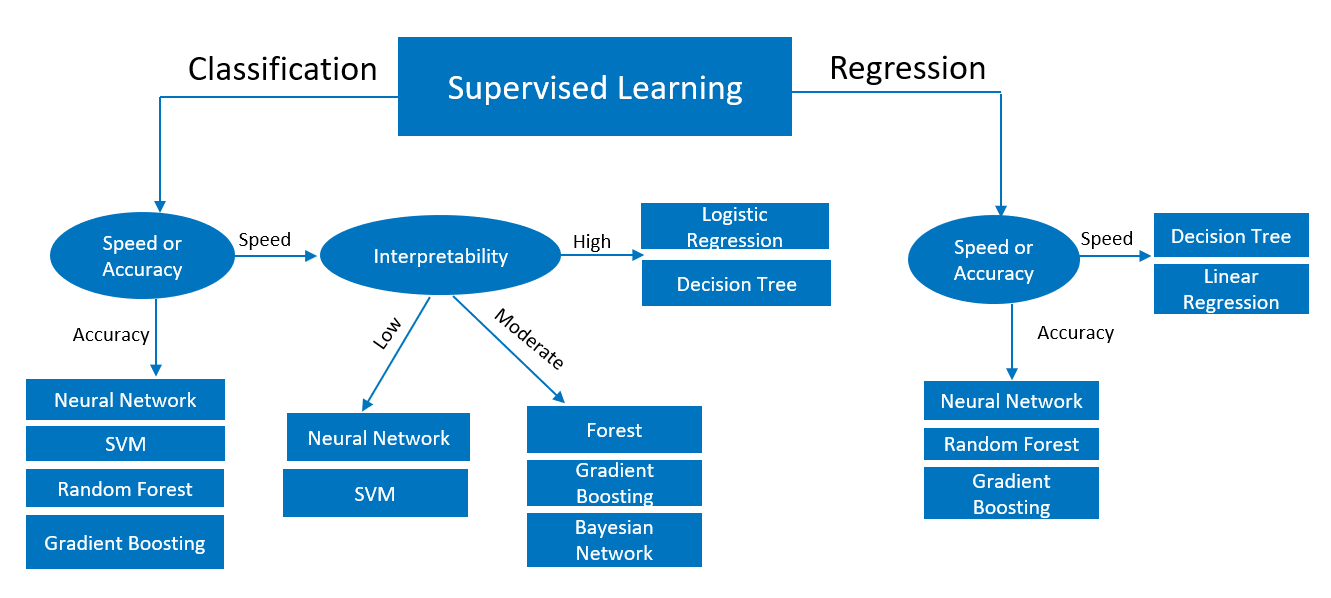 Classification
Supervised Learning
Regression
Speed or
Accuracy
Speed
Interpretability
High
Logistic
Regression
Decision Tree
Speed or
Accuracy
Speed
Decision Tree
Linear
Regression
Accuracy
Low
Moderate
Accuracy
Neural Network
SVM
Random Forest
Gradient Boosting
Neural Network
SVM
Forest
Gradient
Boosting
Bayesian
Network
Neural Network
Random Forest
Gradient
Boosting